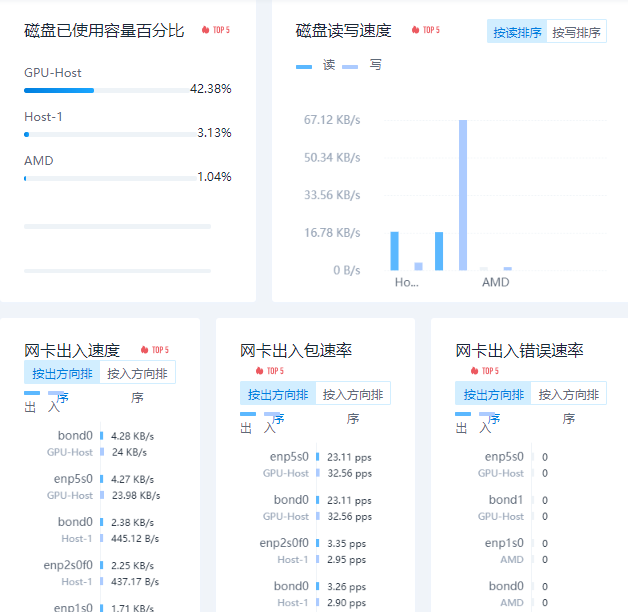 磁盘已使用容量百分比 TOP 5
GPU-Host
42.38%
Host-1
3.13%
AMD
1.04%
磁盘读写速度 TOP 5 按读排序 按写排序
读 写
67.12 KB/s
50.34 KB/s
33.56 KB/s
16.78 KB/s
0 B/s
Ho... AMD
网卡出入速度 TOP 5
按出方向排序 按入方向排序
出 入
bond0 4.28 KB/s
GPU-Host 24 KB/s
enp5s0 4.27 KB/s
GPU-Host 23.98 KB/s
bond0 2.38 KB/s
Host-1 445.12 B/s
enp2s0f0 2.25 KB/s
Host-1 437.17 B/s
enp1s0 1.71 KB/s
网卡出入包速率
TOP 5
按出方向排序 按入方向排序
出 入
enp5s0 23.11 pps
GPU-Host 32.56 pps
bond0 23.11 pps
GPU-Host 32.56 pps
enp2s0f0 3.35 pps
Host-1 2.95 pps
bond0 3.26 pps
Host-1 2.90 pps
网卡出入错误速率
TOP 5
按出方向排序 按入方向排序
出 入
enp5s0 0
GPU-Host 0
bond1 0
GPU-Host 0
enp1s0 0
AMD 0
bond0 0
AMD 0